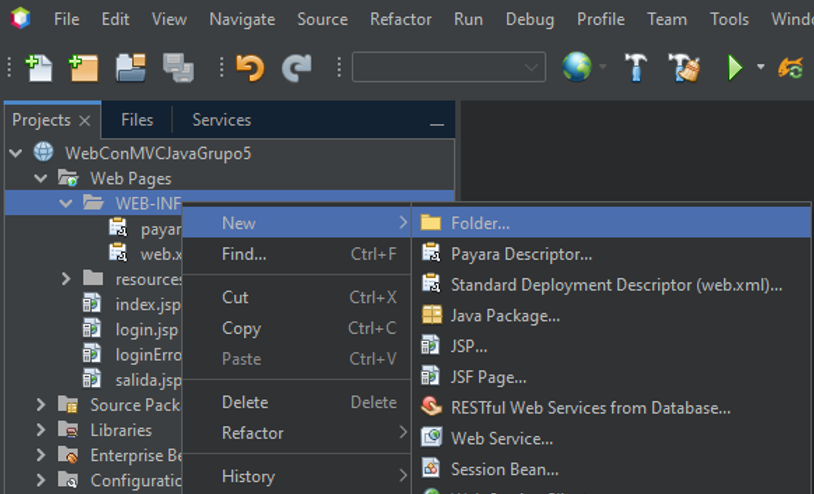 File Edit View Navigate Source Refactor Run Debug Profile Team Tools
Projects Files Services
WebConMVCJavaGrupo5
Web Pages
WEB-INF
New Folder...
payar
Find... Ctrl+F Payara Descriptor...
web.x
Standard Deployment Descriptor (web.xml)...
resources
Cut Ctrl+X
index.jsp
Java Package...
login.jsp Copy Ctrl+C
JSP...
loginErro Paste Ctrl+V
salida.jsp
JSF Page...
Source Pack Delete Delete
RESTful Web Services from Database...
Libraries Refactor
Web Service...
Enterprise Be
Session Bean...
Configuration History